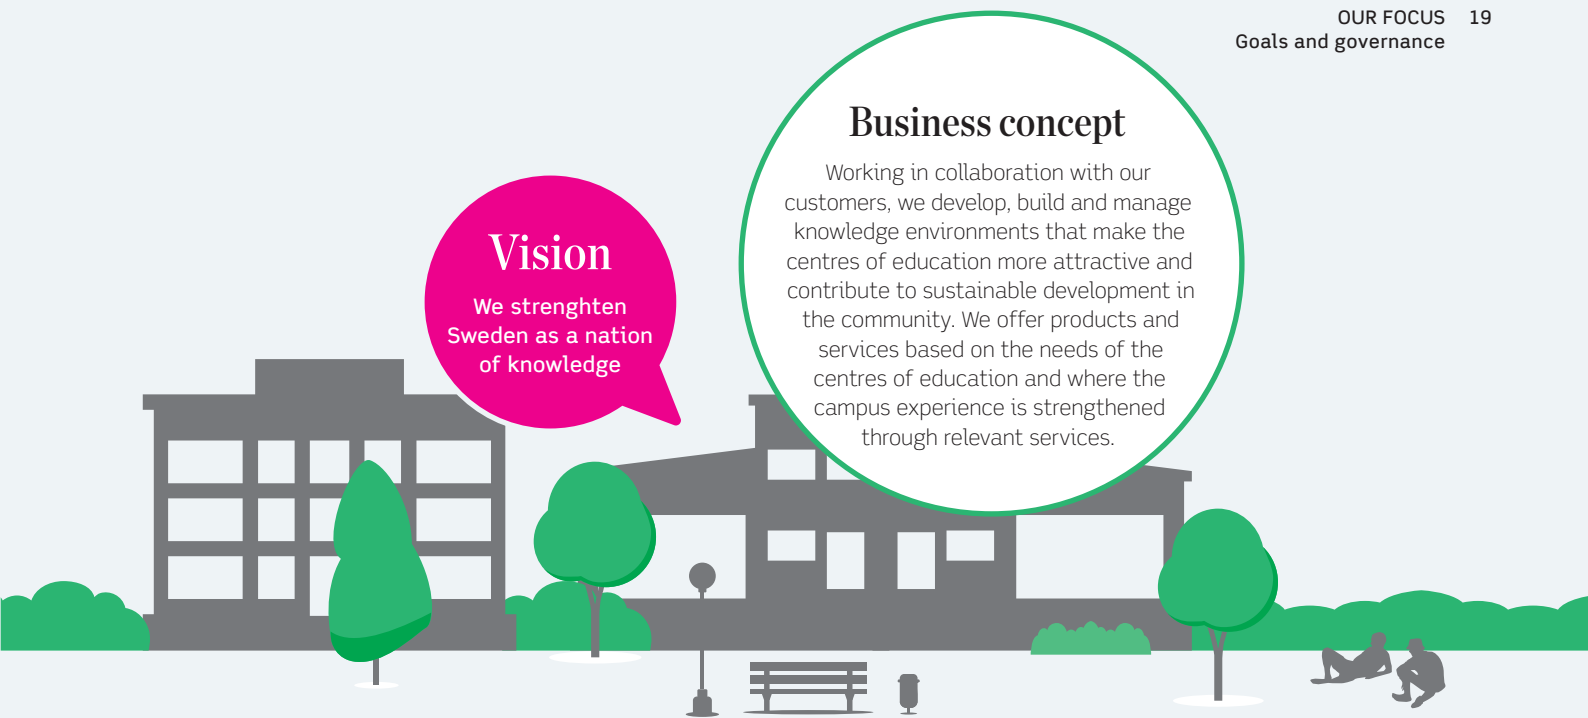 OUR FOCUS 19
Goals and governance
Vision
We strenghten
Sweden as a nation
of knowledge
Business concept
Working in collaboration with our
customers, we develop, build and manage
knowledge environments that make the
centres of education more attractive and
contribute to sustainable development in
the community. We offer products and
services based on the needs of the
centres of education and where the
campus experience is strengthened
through relevant services.